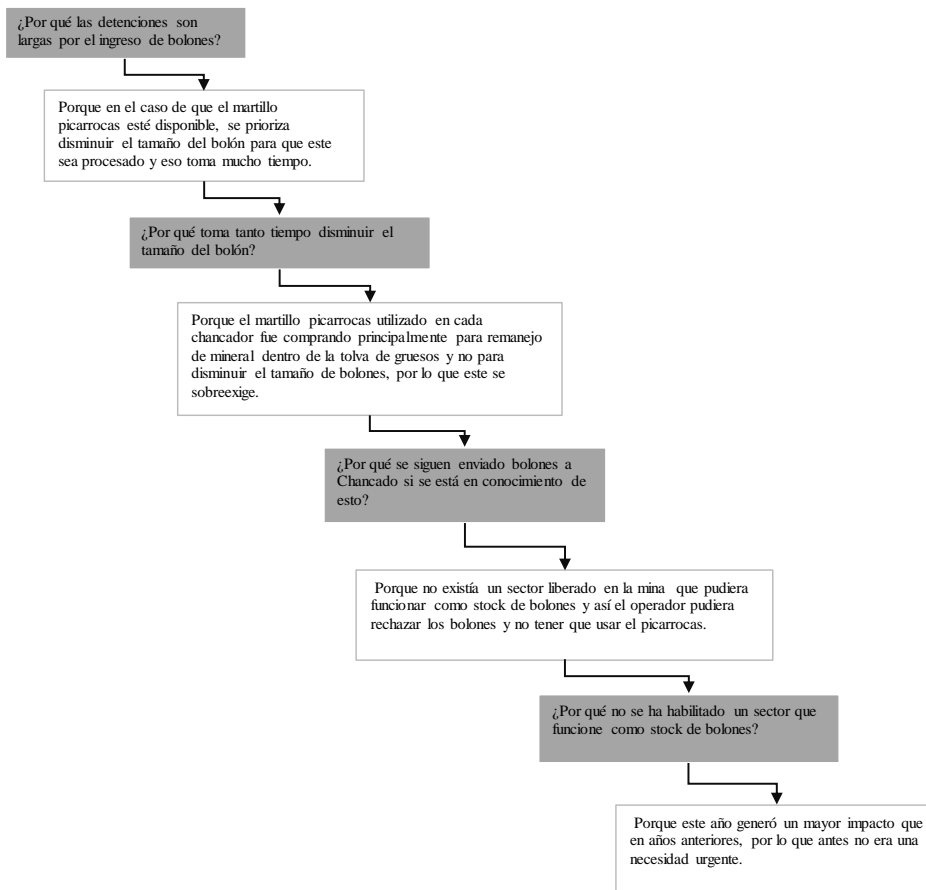 ¿Por qué las detenciones son
largas por el ingreso de bolones?
Porque en el caso de que el martillo
picarrocas esté disponible, se prioriza
disminuir el tamaño del bolón para que este
sea procesado y eso toma mucho tiempo.
¿Por qué toma tanto tiempo disminuir el
tamaño del bolón?
Porque el martillo picarrocas utilizado en cada
chancador fue comprando principalmente para remanejo
de mineral dentro de la tolva de gruesos y no para
disminuir el tamaño de bolones, por lo que este se
sobreexige.
¿Por qué se siguen enviado bolones a
Chancado si se está en conocimiento de
esto?
Porque no existía un sector liberado en la mina que pudiera
funcionar como stock de bolones y así el operador pudiera
rechazar los bolones y no tener que usar el picarrocas.
¿Por qué no se ha habilitado un sector que
funcione como stock de bolones?
Porque este año generó un mayor impacto que
en años anteriores, por lo que antes no era una
necesidad urgente.